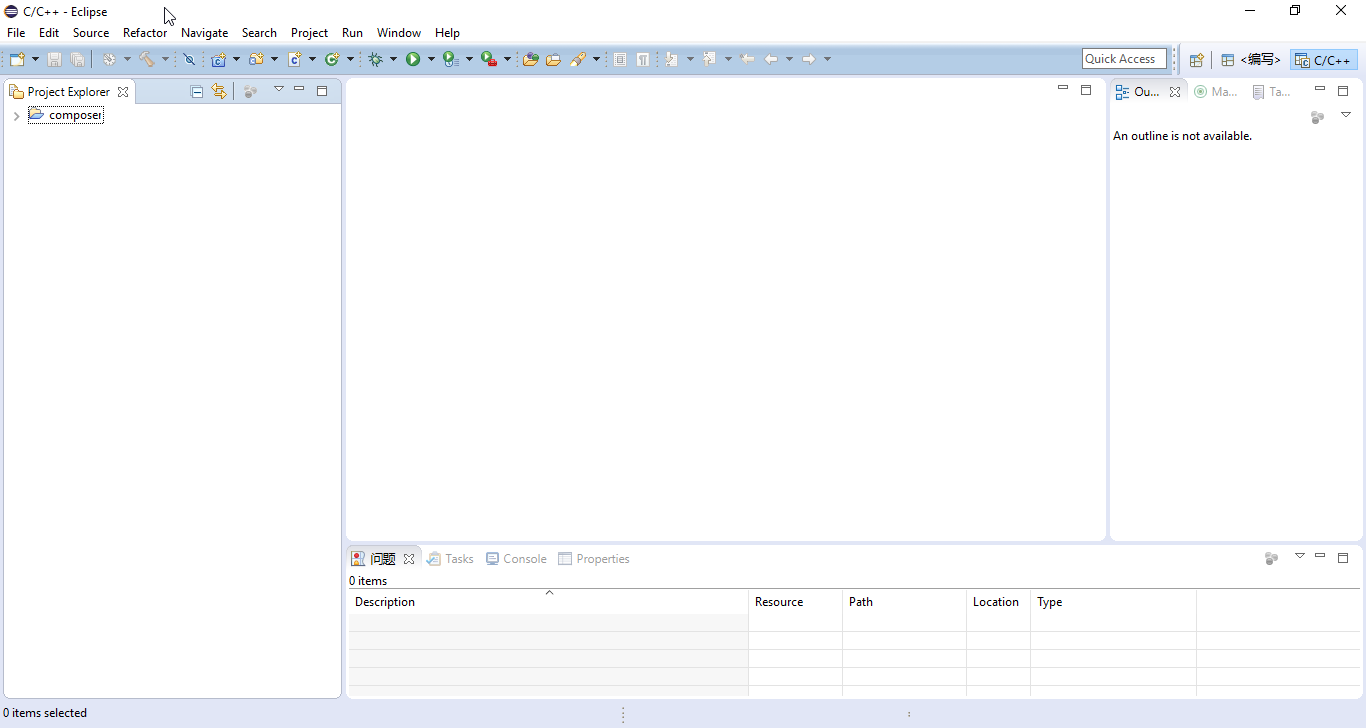 C/C++ - Eclipse
File Edit Source Refactor Navigate Search Project Run Window Help
Quick Access <编写> C/C++
Project Explorer
composer
Ou... Ma... Ta...
An outline is not available.
问题 Tasks Console Properties
0 items
Description Resource Path Location Type
0 items selected